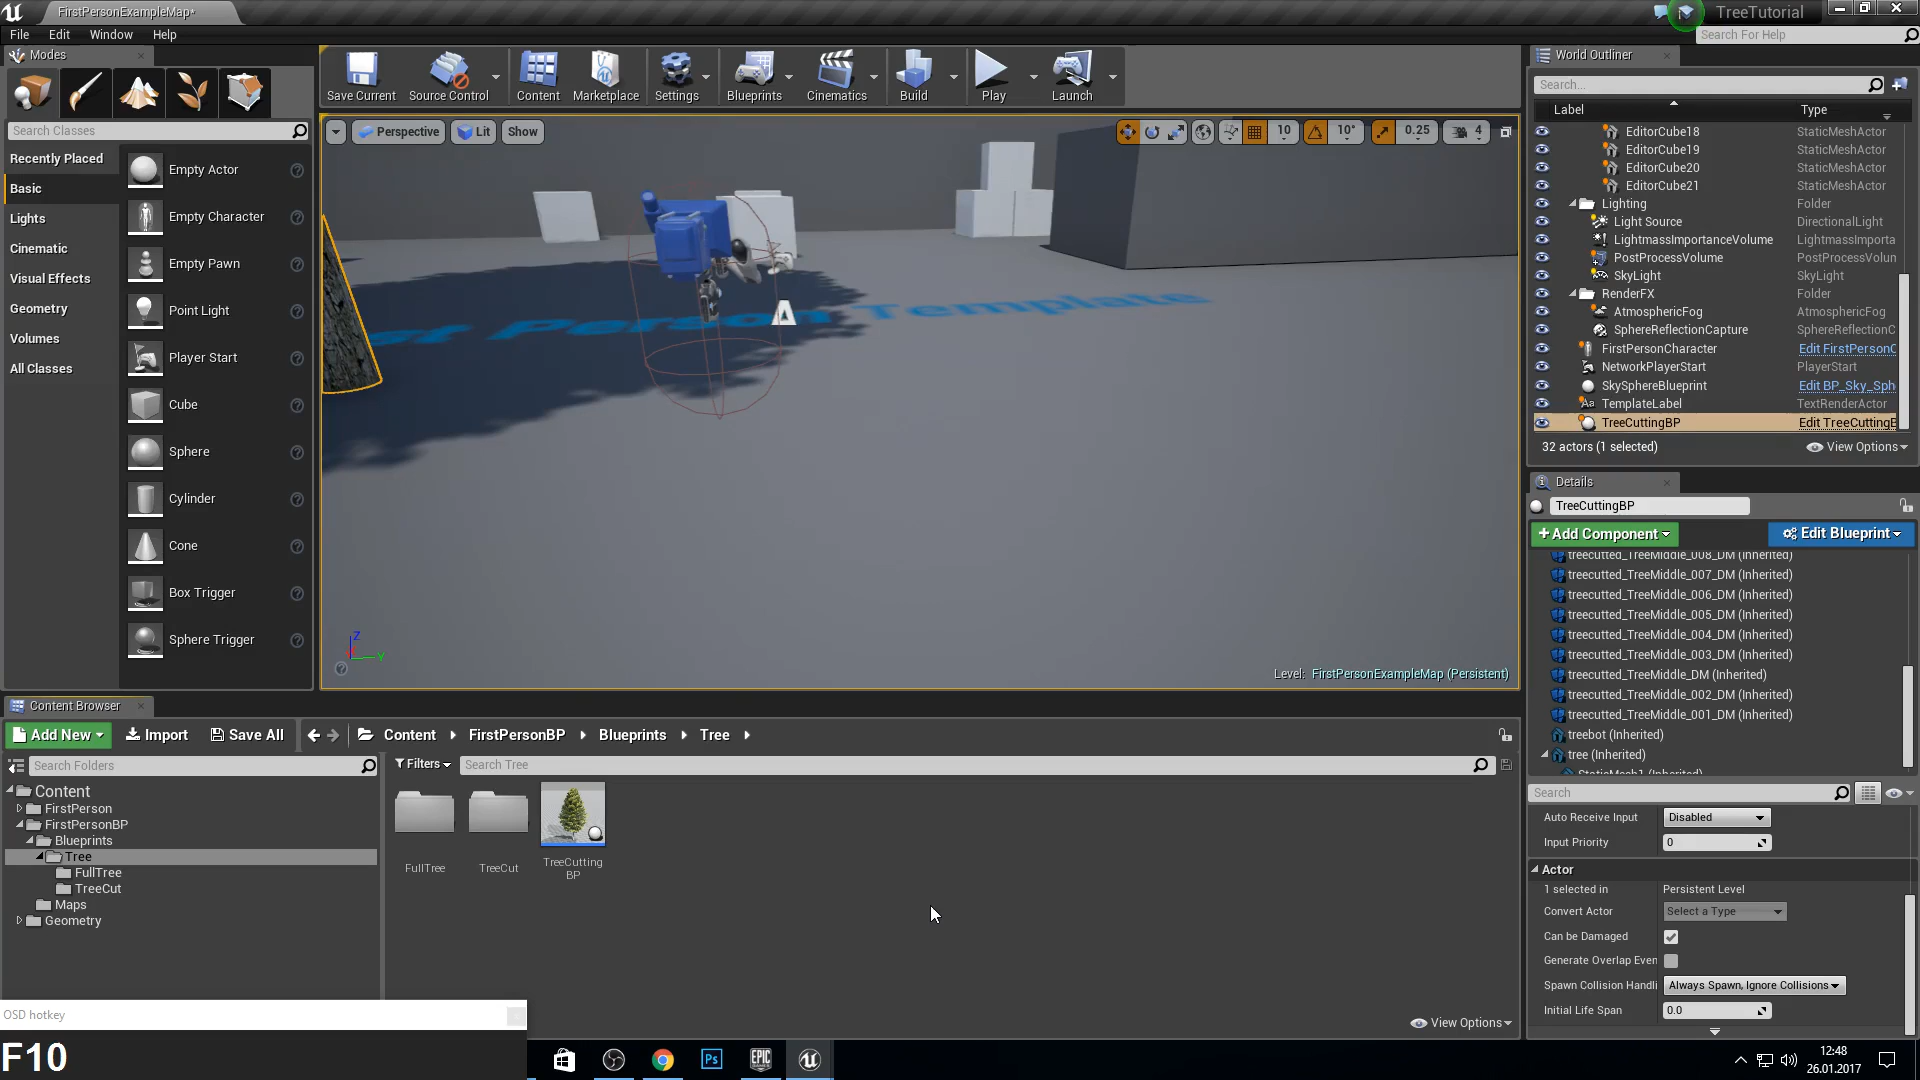 FirstPersonExampleMap*
TreeTutorial
File Edit Window Help
Search For Help
Modes
Search Classes
Recently Placed
Basic
Lights
Cinematic
Visual Effects
Geometry
Volumes
All Classes
Empty Actor
Empty Character
Empty Pawn
Point Light
Player Start
Cube
Sphere
Cylinder
Cone
Box Trigger
Sphere Trigger
Save Current
Source Control
Content
Marketplace
Settings
Blueprints
Cinematics
Build
Play
Launch
Perspective Lit Show
10 10° 0.25 4
Person Template
Z
Y
Level: FirstPersonExampleMap (Persistent)
World Outliner
Search...
Label Type
EditorCube18 StaticMeshActor
EditorCube19 StaticMeshActor
EditorCube20 StaticMeshActor
EditorCube21 StaticMeshActor
Lighting Folder
Light Source DirectionalLight
LightmassImportanceVolume LightmassImporta
PostProcessVolume PostProcessVolun
SkyLight SkyLight
RenderFX Folder
AtmosphericFog AtmosphericFog
SphereReflectionCapture SphereReflectionC
FirstPersonCharacter Edit FirstPersonC
NetworkPlayerStart PlayerStart
SkySphereBlueprint Edit BP_Sky_Sph
TemplateLabel TextRenderActor
TreeCuttingBP Edit TreeCuttingE
32 actors (1 selected)
View Options
Details
TreeCuttingBP
+Add Component
Edit Blueprint
treecutted_TreeMiddle_008_DM (Inherited)
treecutted_TreeMiddle_007_DM (Inherited)
treecutted_TreeMiddle_006_DM (Inherited)
treecutted_TreeMiddle_005_DM (Inherited)
treecutted_TreeMiddle_004_DM (Inherited)
treecutted_TreeMiddle_003_DM (Inherited)
treecutted_TreeMiddle_DM (Inherited)
treecutted_TreeMiddle_002_DM (Inherited)
treecutted_TreeMiddle_001_DM (Inherited)
treebot (Inherited)
tree (Inherited)
StaticMesh1 (Inherited)
Search
Auto Receive Input Disabled
Input Priority 0
Actor
1 selected in Persistent Level
Convert Actor Select a Type
Can be Damaged
Generate Overlap Even
Spawn Collision Handli Always Spawn, Ignore Collisions
Initial Life Span 0.0
Content Browser
Add New Import Save All Content FirstPersonBP Blueprints Tree
Search Folders
Filters Search Tree
Content
FirstPerson
FirstPersonBP
Blueprints
Tree
FullTree
TreeCut
Maps
Geometry
FullTree
TreeCut
TreeCutting
BP
View Options
OSD hotkey
F10
Ps
EPIC
GAMES
12:48
26.01.2017